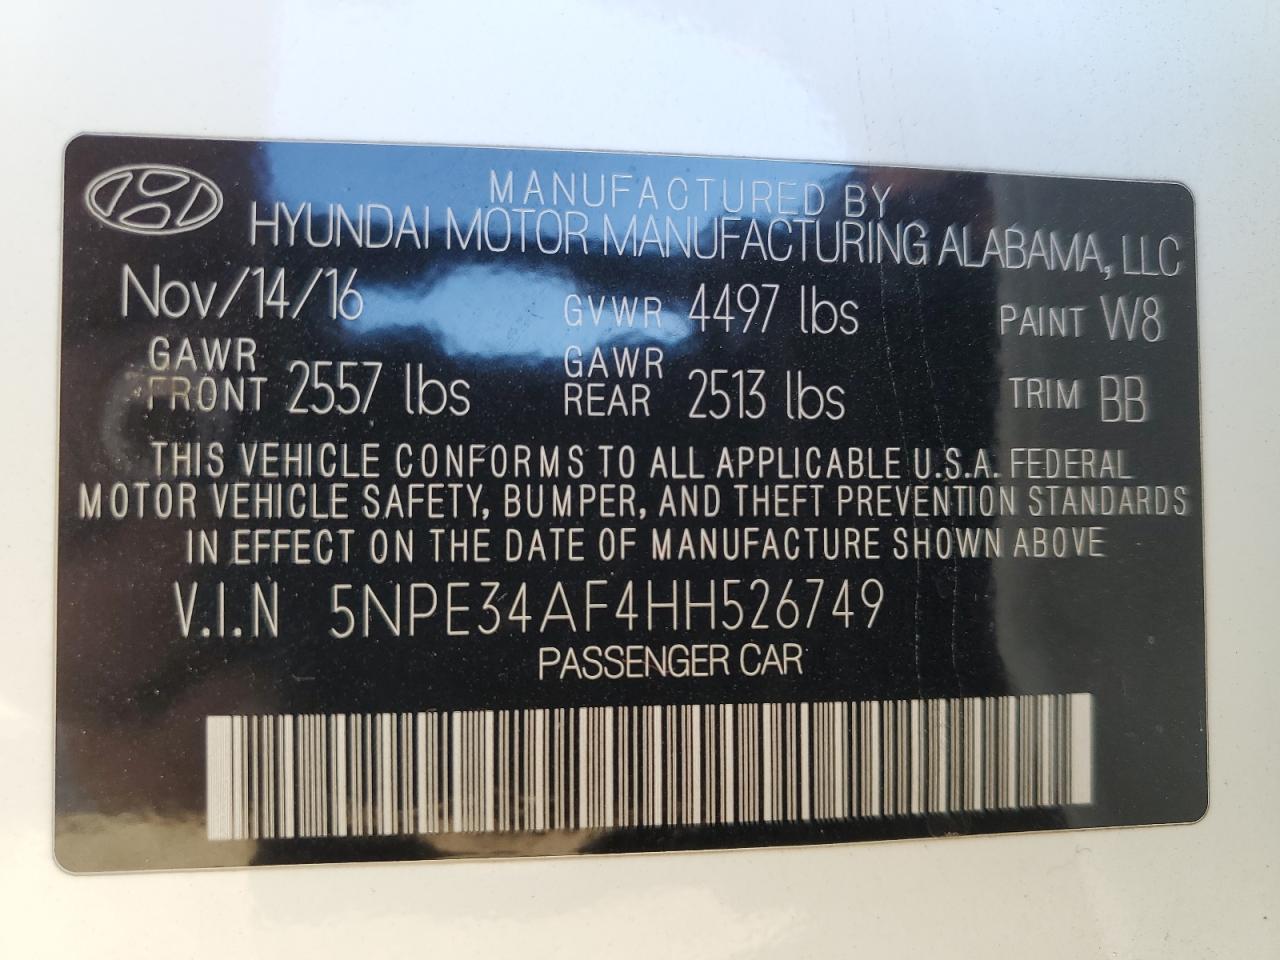 MANUFACTURED BY
HYUNDAI MOTOR MANUFACTURING ALABAMA, LLC
Nov/14/16 GVWR 4497 lbs PAINT W8
GAWR FRONT 2557 lbs GAWR REAR 2513 lbs TRIM BB
THIS VEHICLE CONFORMS TO ALL APPLICABLE U.S.A. FEDERAL
MOTOR VEHICLE SAFETY, BUMPER, AND THEFT PREVENTION STANDARDS
IN EFFECT ON THE DATE OF MANUFACTURE SHOWN ABOVE
V.I.N 5NPE34AF4HH526749
PASSENGER CAR